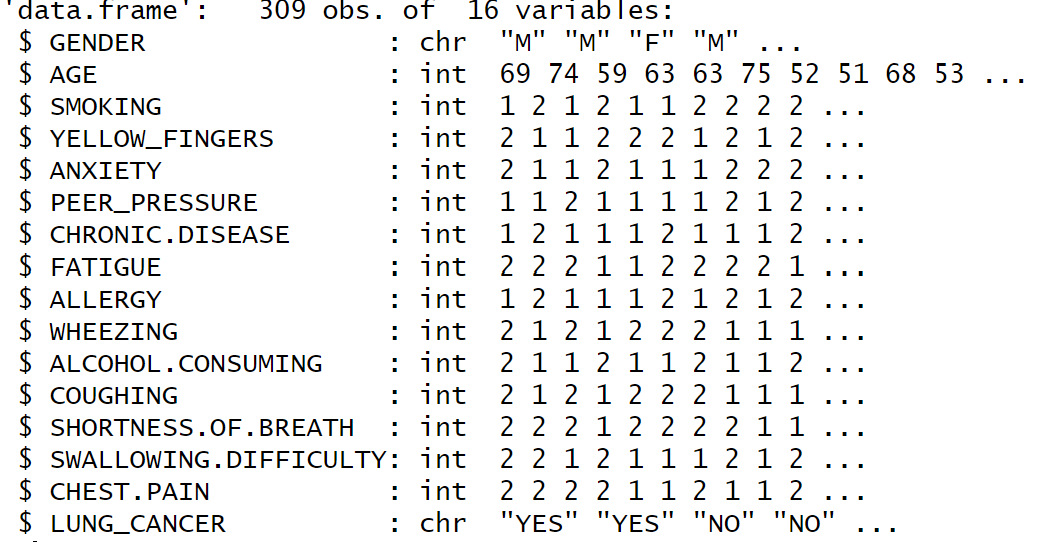 'data.frame':	309 obs. of  16 variables:
 $ GENDER               : chr  "M" "M" "F" "M" ...
 $ AGE                  : int  69 74 59 63 63 75 52 51 68 53 ...
 $ SMOKING              : int  1 2 1 2 1 1 2 2 2 2 ...
 $ YELLOW_FINGERS       : int  2 1 1 2 2 2 1 2 1 2 ...
 $ ANXIETY              : int  2 1 1 2 1 1 1 2 2 2 ...
 $ PEER_PRESSURE        : int  1 1 2 1 1 1 1 2 1 2 ...
 $ CHRONIC.DISEASE      : int  1 2 1 1 1 2 1 1 1 2 ...
 $ FATIGUE              : int  2 2 2 1 1 2 2 2 2 1 ...
 $ ALLERGY              : int  1 2 1 1 1 2 1 2 1 2 ...
 $ WHEEZING             : int  2 1 2 1 2 2 2 1 1 1 ...
 $ ALCOHOL.CONSUMING    : int  2 1 1 2 1 2 1 1 2 ...
 $ COUGHING             : int  2 1 2 1 2 2 2 1 1 1 ...
 $ SHORTNESS.OF.BREATH  : int  2 2 2 1 2 2 2 2 1 1 ...
 $ SWALLOWING.DIFFICULTY: int  2 2 1 2 1 1 1 2 1 2 ...
 $ CHEST.PAIN           : int  2 2 2 2 1 1 2 1 1 2 ...
 $ LUNG_CANCER          : chr  "YES" "YES" "NO" "NO" ...